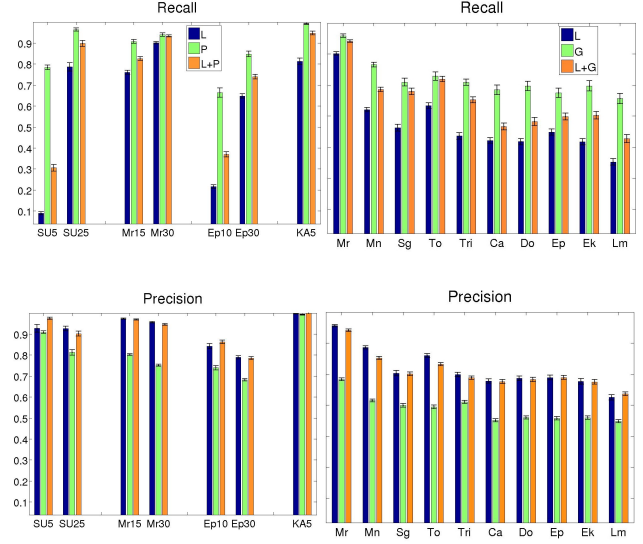 Recall
0.9
0.8
0.7
0.6
0.5
0.4
0.3
0.2
0.1
L
P
L+P
SU5 SU25 Mr15 Mr30 Ep10 Ep30 KA5
Recall
L
G
L+G
Mr Mn Sg To Tri Ca Do Ep Ek Lm
Precision
0.9
0.8
0.7
0.6
0.5
0.4
0.3
0.2
0.1
SU5 SU25 Mr15 Mr30 Ep10 Ep30 KA5
Precision
Mr Mn Sg To Tri Ca Do Ep Ek Lm